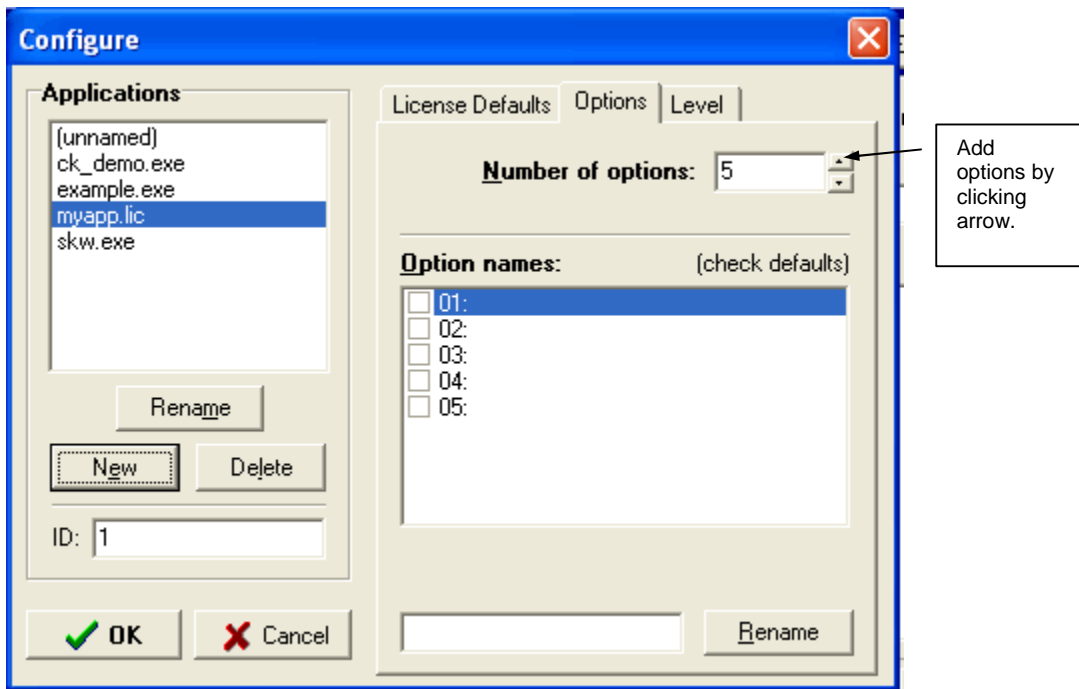 Configure
Applications
(unnamed)
ck_demo.exe
example.exe
myapp.lic
skw.exe
Rename
New
Delete
ID: 1
OK
Cancel
License Defaults
Options
Level
Number of options: 5
Option names: (check defaults)
01:
02:
03:
04:
05:
Rename
Add
options by
clicking
arrow.